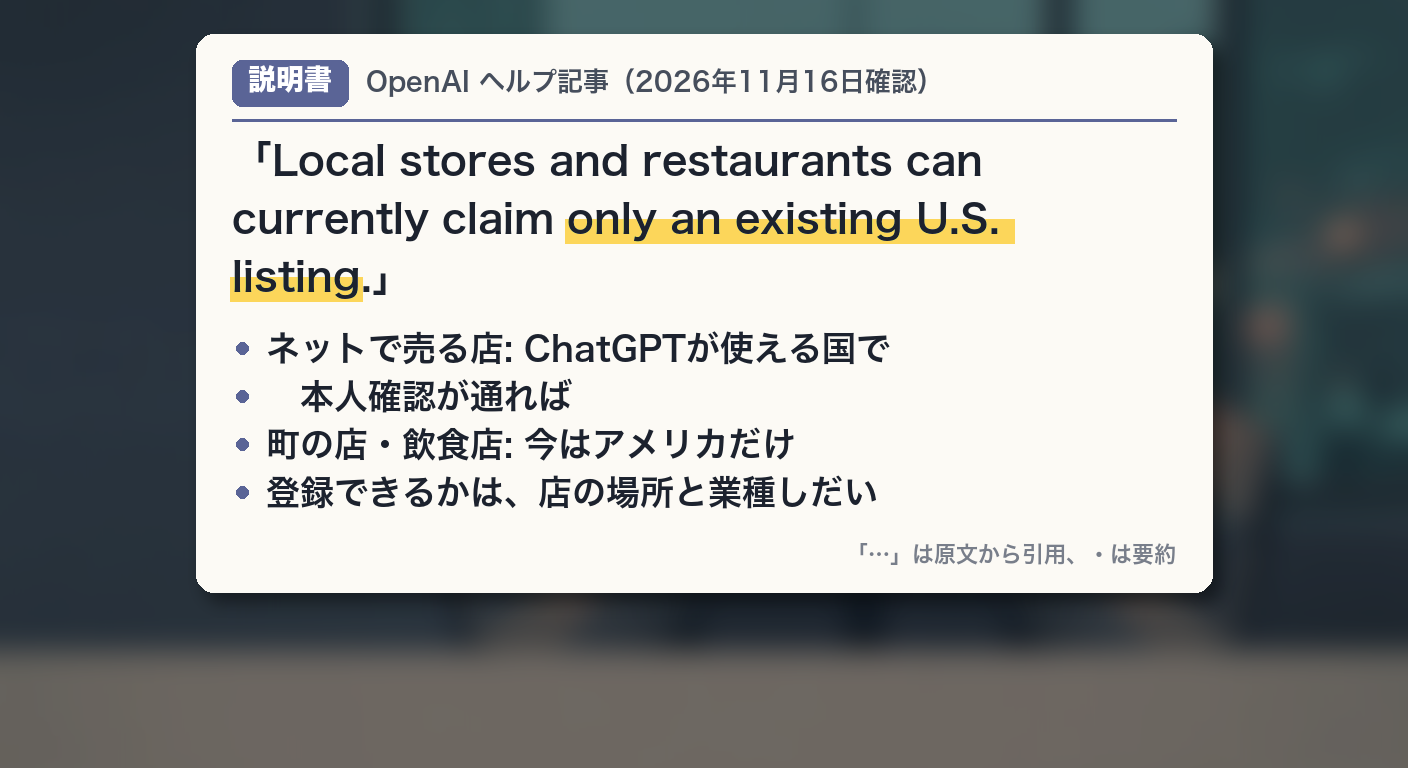 説明書 OpenAI ヘルプ記事（2026年11月16日確認）
「Local stores and restaurants can
currently claim only an existing U.S.
listing.」
• ネットで売る店: ChatGPTが使える国で
• 本人確認が通れば
• 町の店・飲食店: 今はアメリカだけ
• 登録できるかは、店の場所と業種しだい
「…」は原文から引用、・は要約